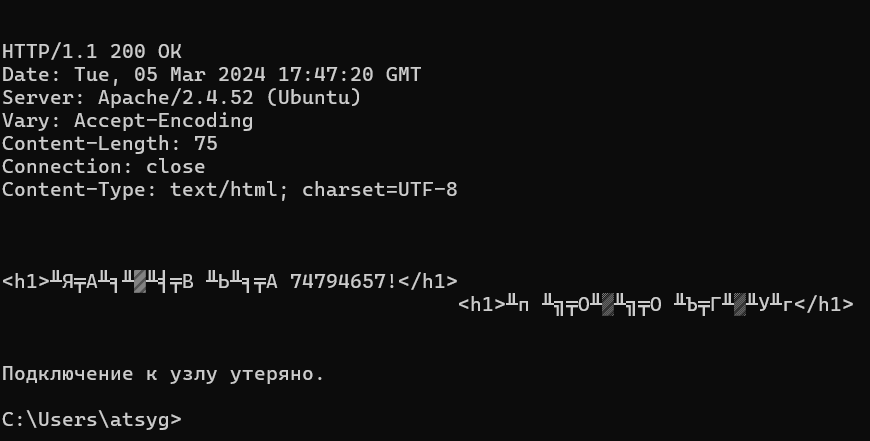 HTTP/1.1 200 OK
Date: Tue, 05 Mar 2024 17:47:20 GMT
Server: Apache/2.4.52 (Ubuntu)
Vary: Accept-Encoding
Content-Length: 75
Connection: close
Content-Type: text/html; charset=UTF-8
<h1>╨Я╤А╨╕╨▓╨╡╤В ╨Ь╨╕╤А 74794657!</h1>
<h1>╨п ╨╗╤О╨▒╨╗╤О ╨Ъ╤Г╨▒╨У╨г</h1>
Подключение к узлу утеряно.
C:\Users\atsyg>